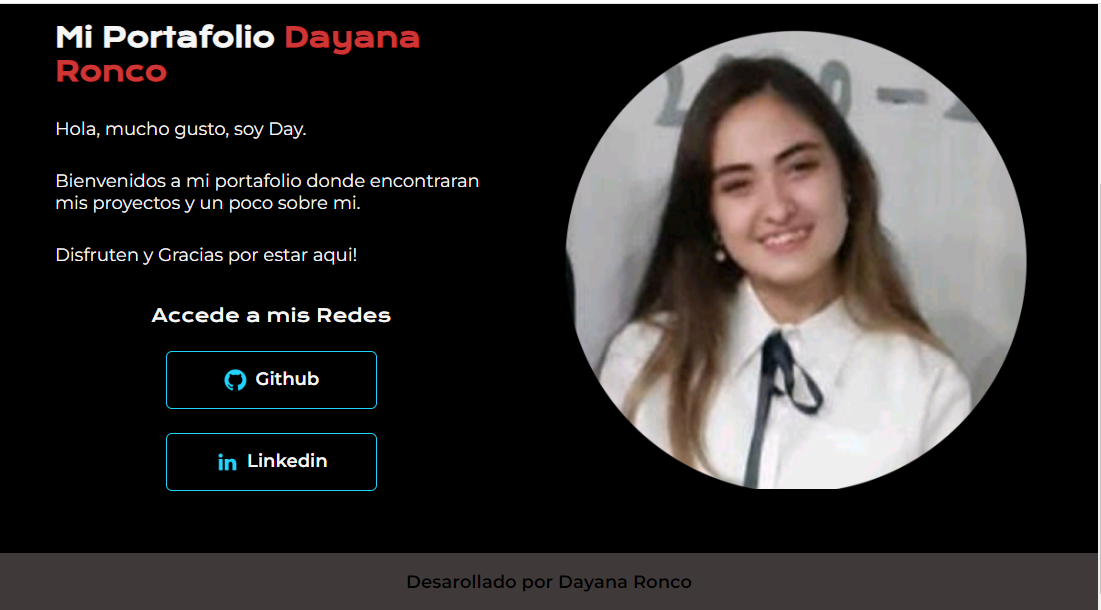 Mi Portafolio Dayana
Ronco
Hola, mucho gusto, soy Day.
Bienvenidos a mi portafolio donde encontraran
mis proyectos y un poco sobre mi.
Disfruten y Gracias por estar aqui!
Accede a mis Redes
Github
in Linkedin
Desarollado por Dayana Ronco